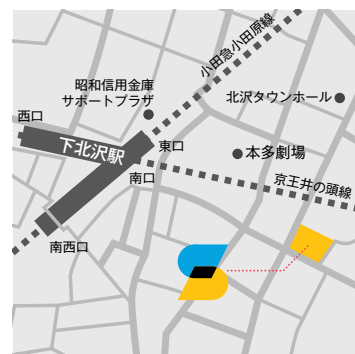 小田急小田原線
昭和信用金庫
サポートプラザ
北沢タウンホール
西口
下北沢駅
東口
本多劇場
南口
京王井の頭線
南西口